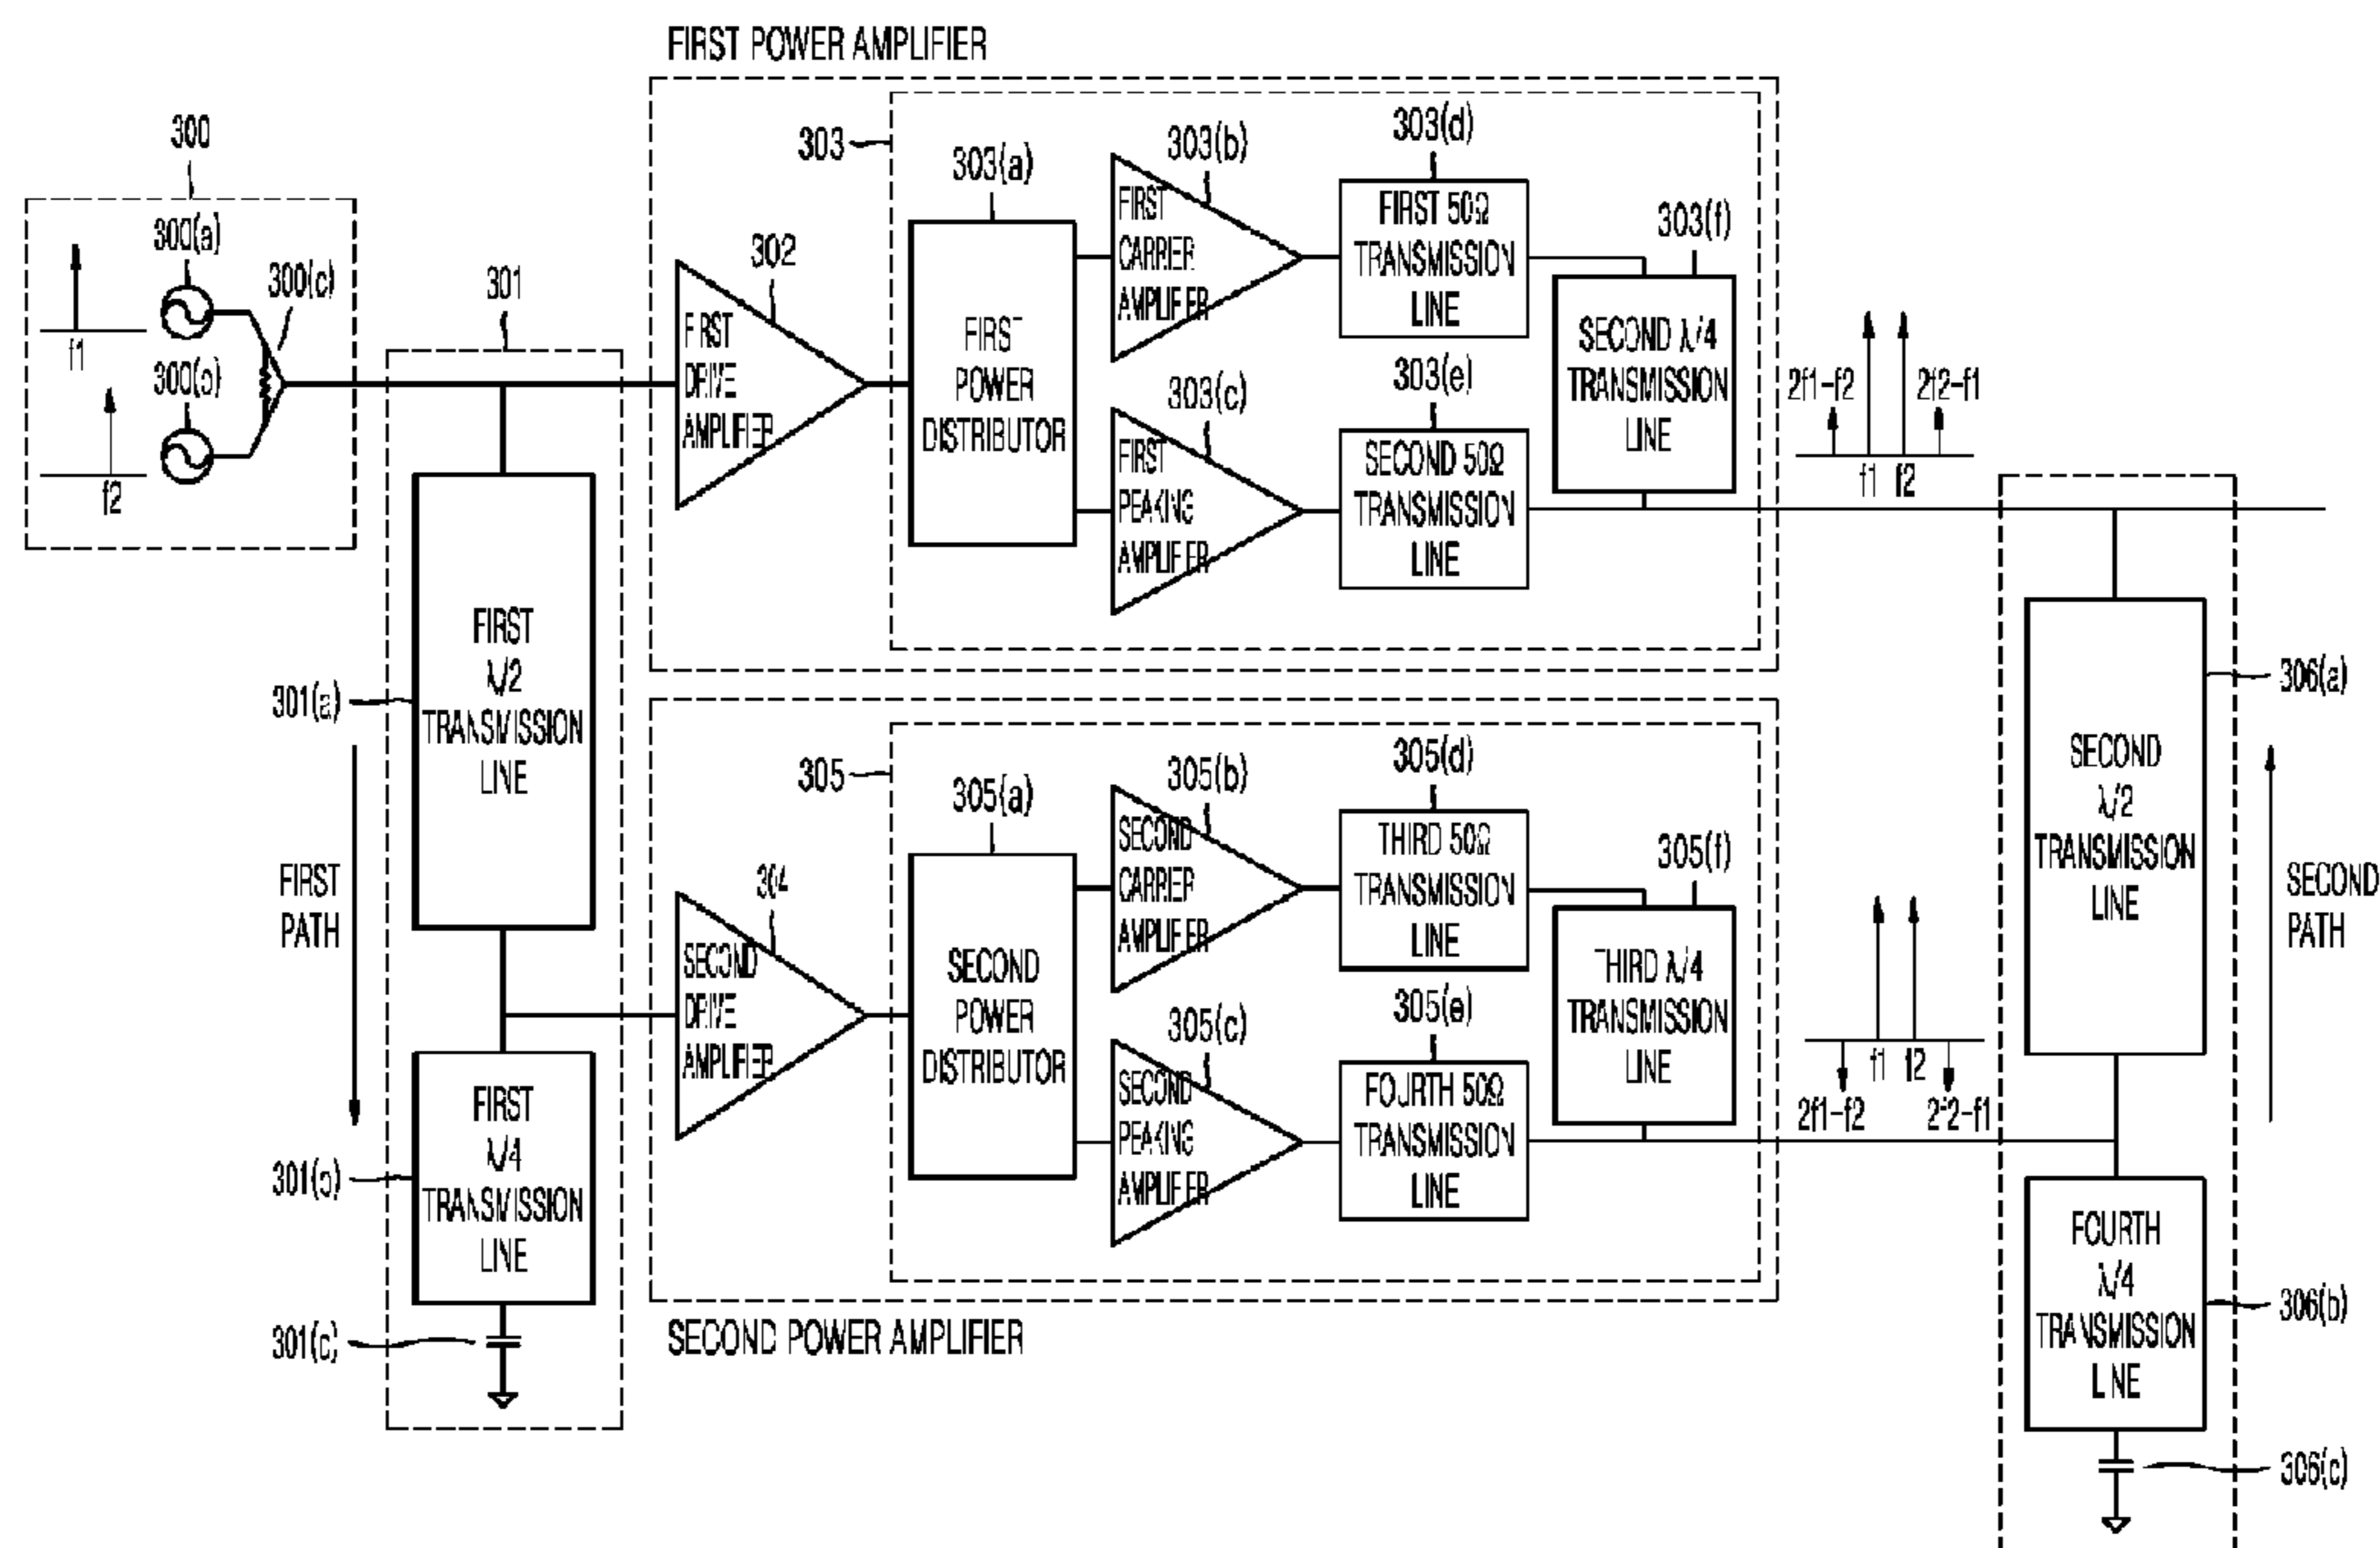 FIRST POWER AMPLIFIER
300
300(a)
300(c)
f1
300(b)
f2
301
302
FIRST
DRIVE
AMPLIFIER
303
303(a)
FIRST
POWER
DISTRIBUTOR
303(b)
FIRST
CARRIER
AMPLIFIER
303(c)
FIRST
PEAKING
AMPLIFIER
303(d)
FIRST 50Ω
TRANSMISSION
LINE
303(e)
SECOND 50Ω
TRANSMISSION
LINE
303(f)
SECOND λ/4
TRANSMISSION
LINE
2f1-f2
2f2-f1
f1 f2
301(a)
FIRST
λ/2
TRANSMISSION
LINE
FIRST
PATH
301(b)
FIRST
λ/4
TRANSMISSION
LINE
301(c)
304
SECOND
DRIVE
AMPLIFIER
305
305(a)
SECOND
POWER
DISTRIBUTOR
305(b)
SECOND
CARRIER
AMPLIFIER
305(c)
SECOND
PEAKING
AMPLIFIER
305(d)
THIRD 50Ω
TRANSMISSION
LINE
305(e)
FOURTH 50Ω
TRANSMISSION
LINE
305(f)
THIRD λ/4
TRANSMISSION
LINE
f1 f2
2f1-f2
2f2-f1
SECOND POWER AMPLIFIER
306(a)
SECOND
λ/2
TRANSMISSION
LINE
SECOND
PATH
306(b)
FOURTH
λ/4
TRANSMISSION
LINE
306(c)